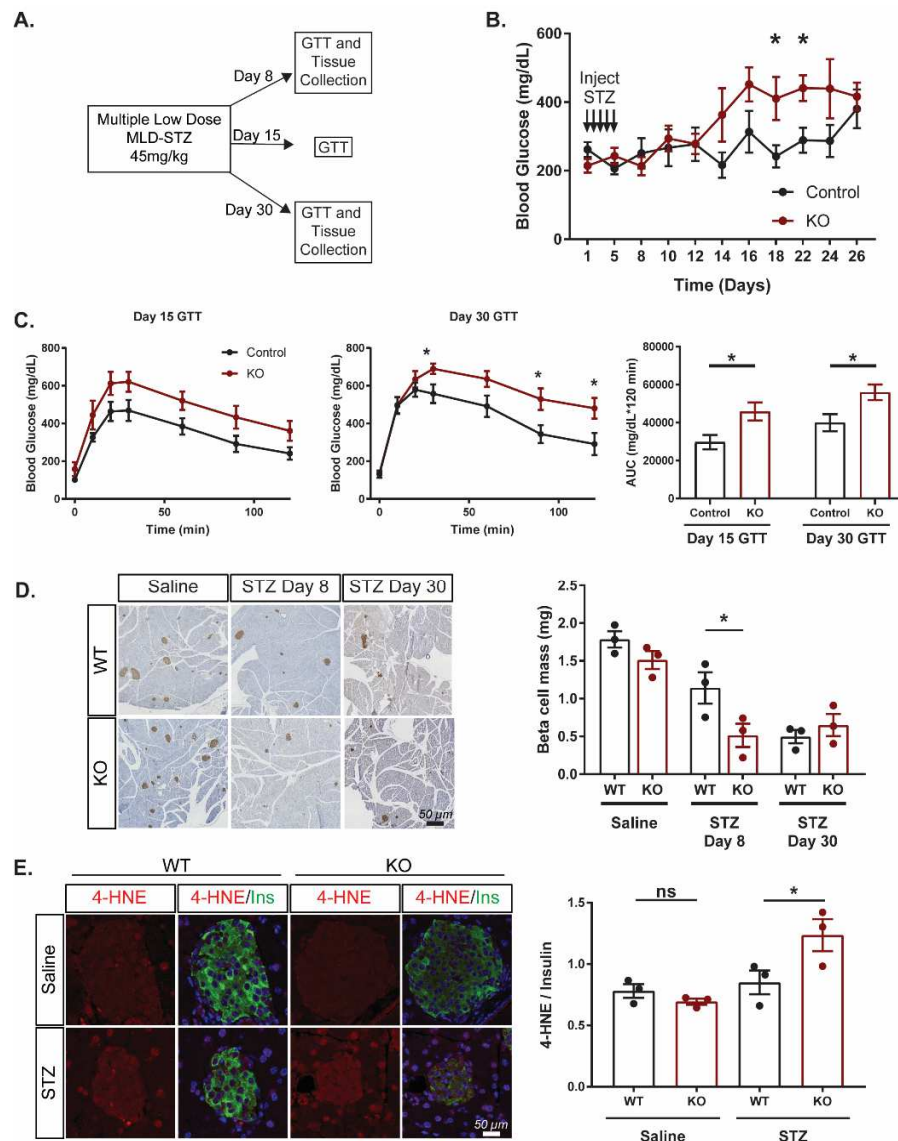 A.
Multiple Low Dose
MLD-STZ
45mg/kg
Day 8
GTT and
Tissue
Collection
Day 15
GTT
Day 30
GTT and
Tissue
Collection
B.
Blood Glucose (mg/dL)
600
400
200
0
Inject
STZ
* *
Control
KO
1 5 8 10 12 14 16 18 22 24 26
Time (Days)
C.
Day 15 GTT
Blood Glucose (mg/dL)
800
600
400
200
0
Control
KO
0 50 100
Time (min)
Day 30 GTT
Blood Glucose (mg/dL)
800
600
400
200
0
* * *
0 50 100
Time (min)
AUC (mg/dL*120 min)
80000
60000
40000
20000
0
* *
Control KO Control KO
Day 15 GTT Day 30 GTT
D.
Saline STZ Day 8 STZ Day 30
WT
KO
50 µm
Beta cell mass (mg)
2.5
2.0
1.5
1.0
0.5
0.0
*
WT KO WT KO WT KO
Saline STZ STZ
Day 8 Day 30
E.
WT KO
4-HNE 4-HNE/Ins 4-HNE 4-HNE/Ins
Saline
STZ
50 µm
4-HNE / Insulin
1.5
1.0
0.5
0.0
ns *
WT KO WT KO
Saline STZ